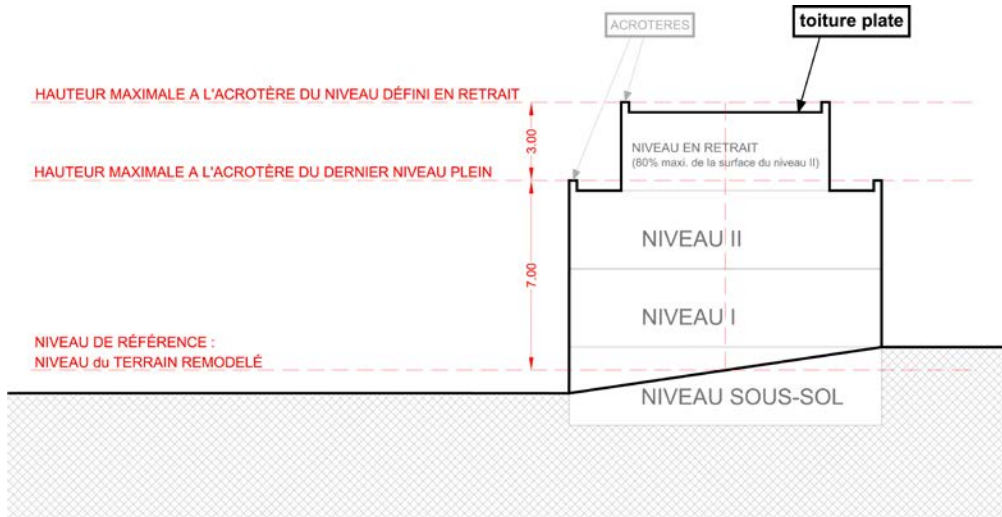 ACROTERES
toiture plate
HAUTEUR MAXIMALE A L'ACROTÈRE DU NIVEAU DÉFINI EN RETRAIT
3.00
NIVEAU EN RETRAIT
(80% maxi. de la surface du niveau II)
HAUTEUR MAXIMALE A L'ACROTÈRE DU DERNIER NIVEAU PLEIN
NIVEAU II
7.00
NIVEAU I
NIVEAU DE RÉFÉRENCE :
NIVEAU du TERRAIN REMODELÉ
NIVEAU SOUS-SOL